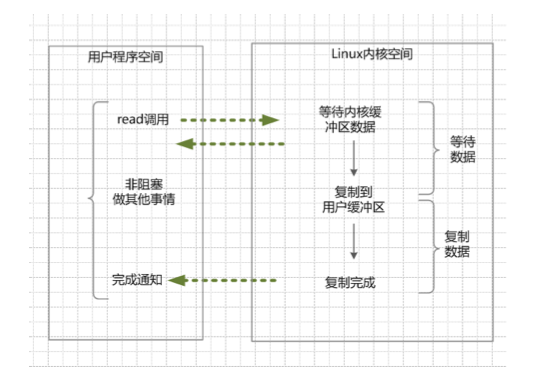 用户程序空间
Linux内核空间
read调用
等待内核缓
冲区数据
等待
数据
非阻塞
做其他事情
复制到
用户缓冲区
复制
数据
完成通知
复制完成